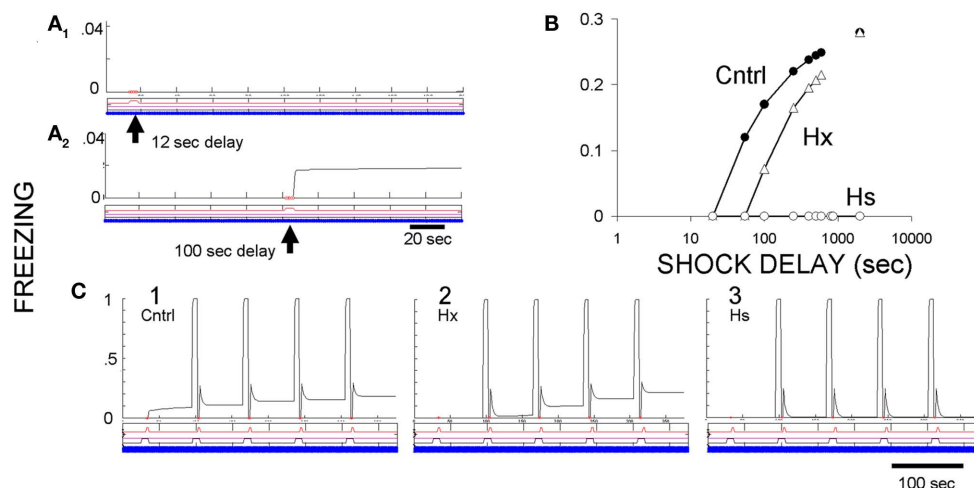 A1
.04
0
12 sec delay
A2
.04
0
100 sec delay
20 sec
FREEZING
B
0.3
0.2
0.1
0
Cntrl
Hx
Hs
1 10 100 1000 10000
SHOCK DELAY (sec)
C
1
.5
0
1
Cntrl
2
Hx
3
Hs
100 sec